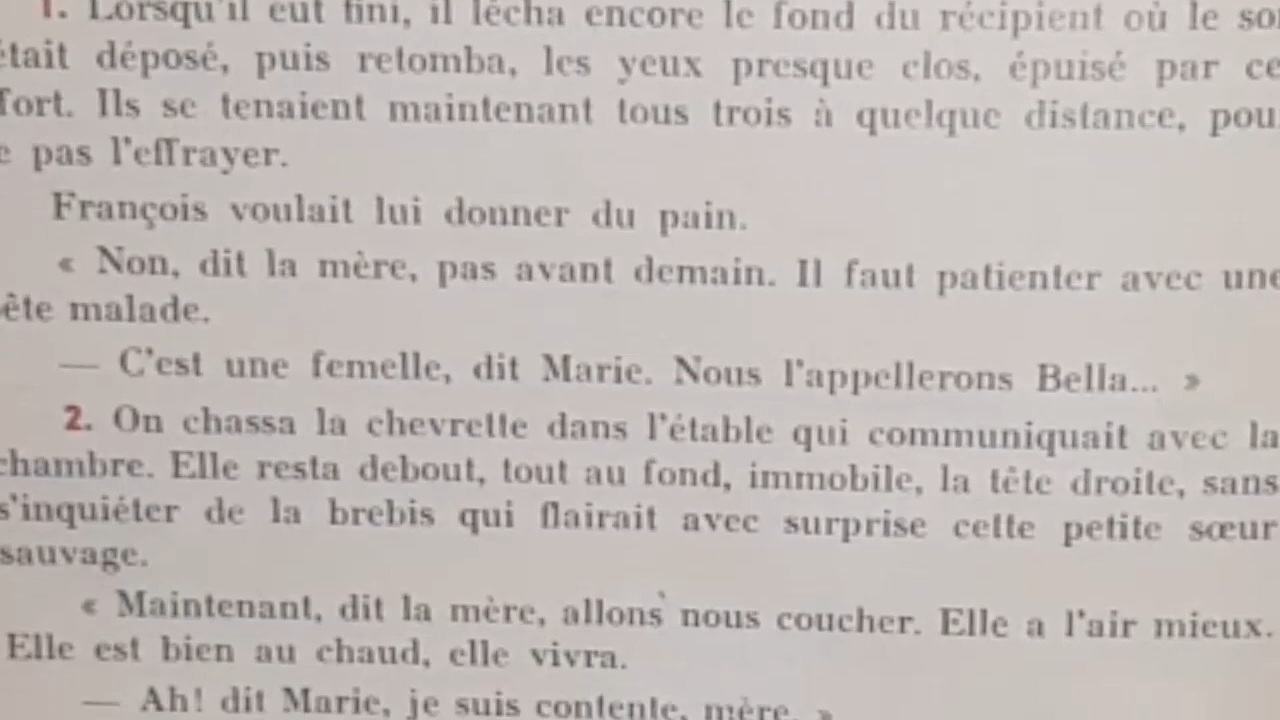 1. Lorsqu'il eut fini, il lécha encore le fond du récipient où le so
était déposé, puis retomba, les yeux presque clos, épuisé par ce
fort. Ils se tenaient maintenant tous trois à quelque distance, pou
e pas l'effrayer.
François voulait lui donner du pain.
« Non, dit la mère, pas avant demain. Il faut patienter avec une
ête malade.
— C'est une femelle, dit Marie. Nous l'appellerons Bella... »
2. On chassa la chevrette dans l'étable qui communiquait avec la
chambre. Elle resta debout, tout au fond, immobile, la tête droite, sans
s'inquiéter de la brebis qui flairait avec surprise cette petite sœur
sauvage.
« Maintenant, dit la mère, allons nous coucher. Elle a l'air mieux.
Elle est bien au chaud, elle vivra.
— Ah! dit Marie, je suis contente, mère. »